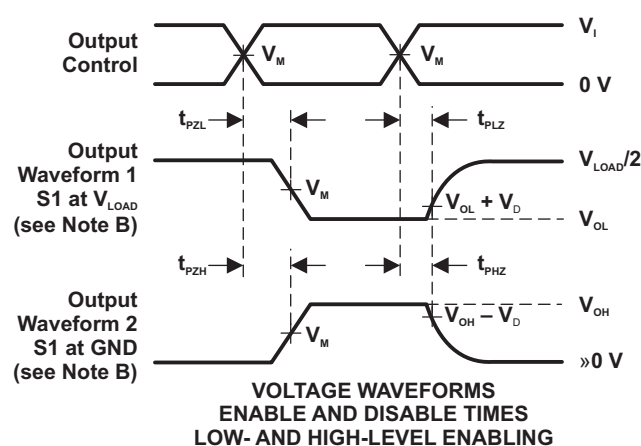 Output
Control
V_M
V_M
V_I
0 V
t_PZL
t_PLZ
Output
Waveform 1
S1 at V_LOAD
(see Note B)
V_M
V_OL + V_D
V_LOAD/2
V_OL
t_PZH
t_PHZ
Output
Waveform 2
S1 at GND
(see Note B)
V_M
V_OH – V_D
V_OH
»0 V
VOLTAGE WAVEFORMS
ENABLE AND DISABLE TIMES
LOW- AND HIGH-LEVEL ENABLING